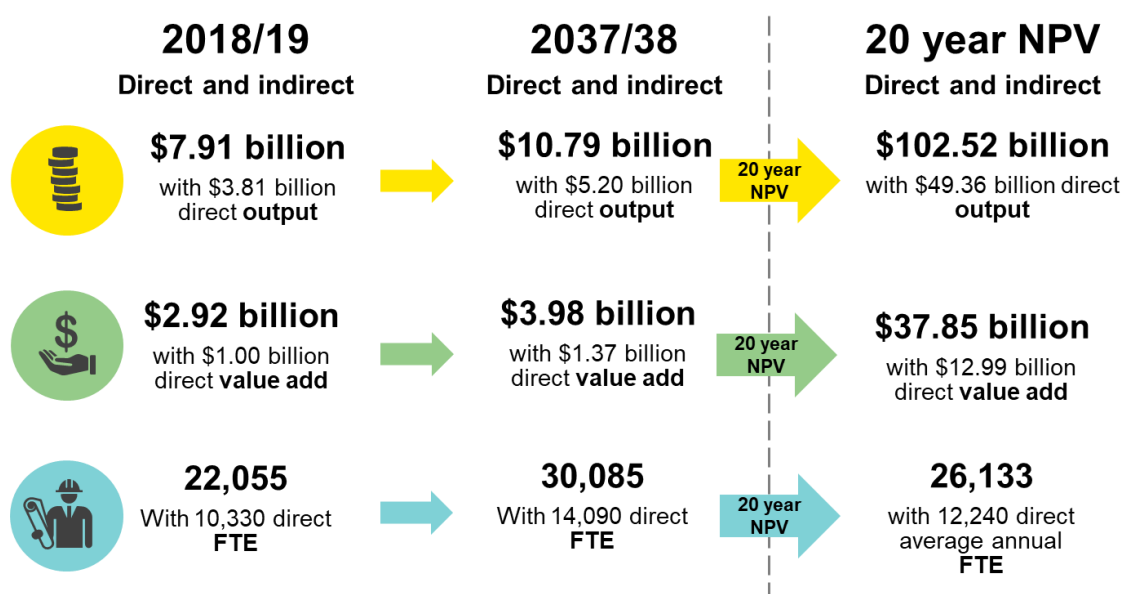 2018/19
Direct and indirect
2037/38
Direct and indirect
20 year NPV
Direct and indirect
$7.91 billion
with $3.81 billion
direct output
$10.79 billion
with $5.20 billion
direct output
20 year
NPV
$102.52 billion
with $49.36 billion direct
output
$
$2.92 billion
with $1.00 billion
direct value add
$3.98 billion
with $1.37 billion
direct value add
20 year
NPV
$37.85 billion
with $12.99 billion
direct value add
22,055
With 10,330 direct
FTE
30,085
With 14,090 direct
FTE
20 year
NPV
26,133
with 12,240 direct
average annual
FTE